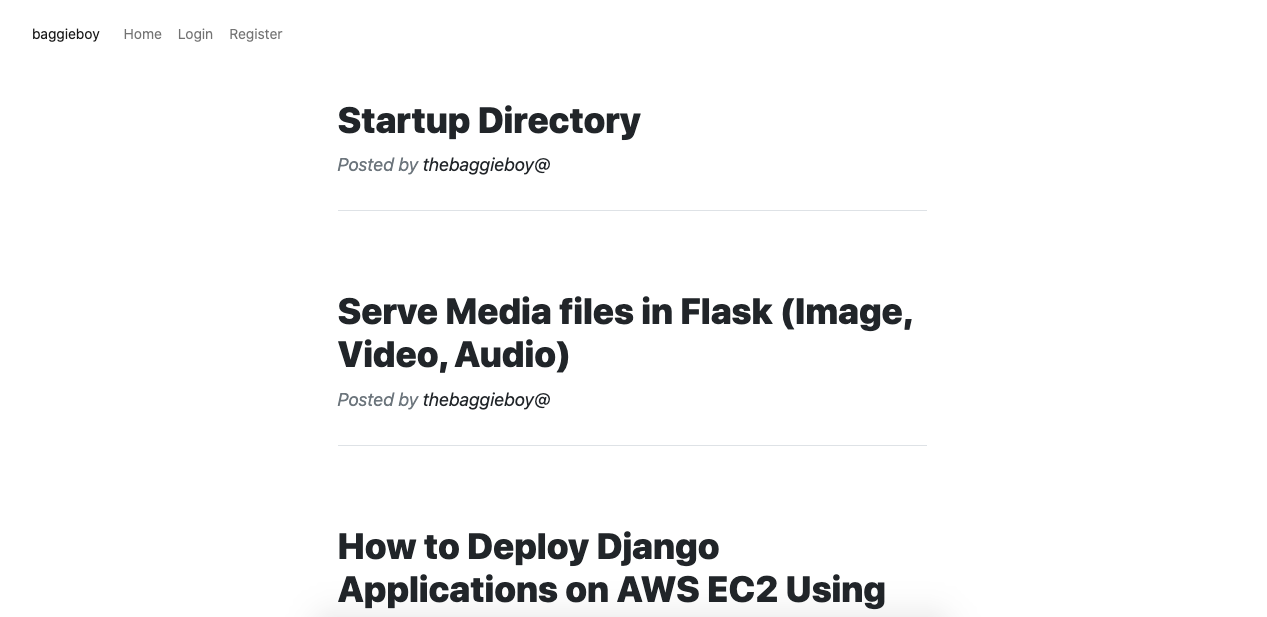 baggieboy Home Login Register
Startup Directory
Posted by thebaggieboy@
Serve Media files in Flask (Image,
Video, Audio)
Posted by thebaggieboy@
How to Deploy Django
Applications on AWS EC2 Using